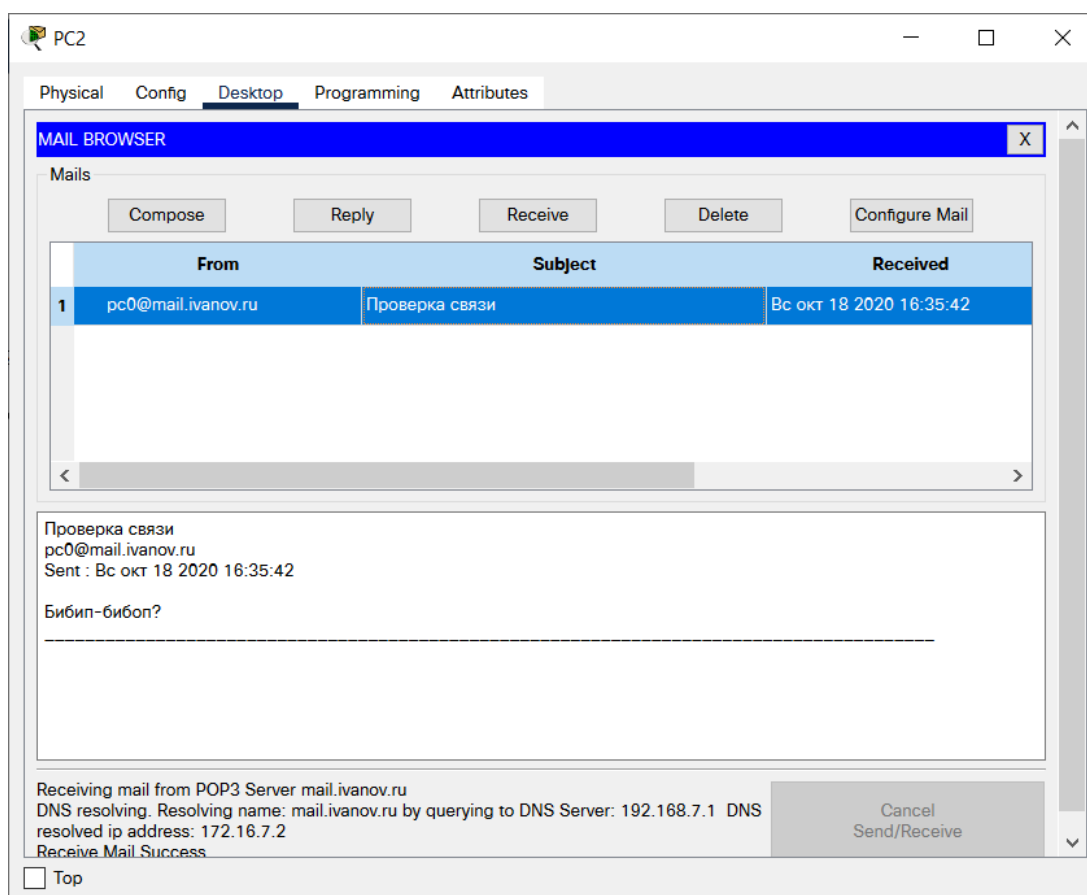 PC2
Physical Config Desktop Programming Attributes
MAIL BROWSER X
Mails
Compose Reply Receive Delete Configure Mail
From Subject Received
1 pc0@mail.ivanov.ru Проверка связи Вс окт 18 2020 16:35:42
Проверка связи
pc0@mail.ivanov.ru
Sent : Вс окт 18 2020 16:35:42
Бибип-бибоп?
Receiving mail from POP3 Server mail.ivanov.ru
DNS resolving. Resolving name: mail.ivanov.ru by querying to DNS Server: 192.168.7.1 DNS
resolved ip address: 172.16.7.2
Receive Mail Success
Cancel
Send/Receive
Top